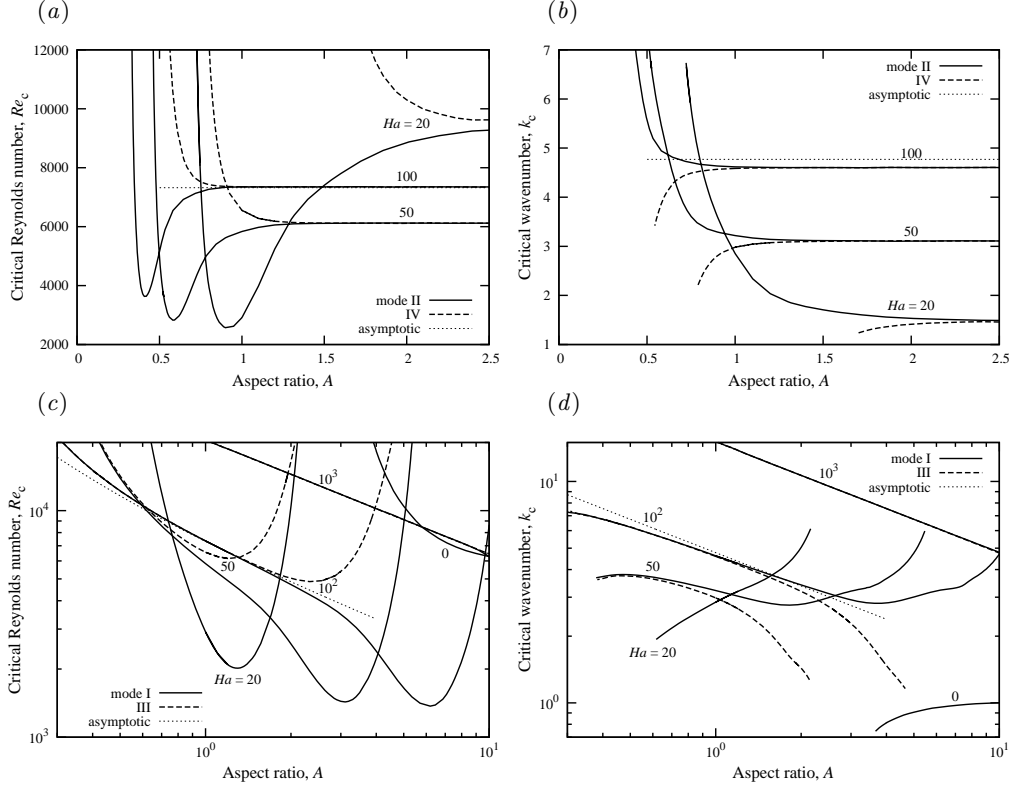 (a)
12000
10000
8000
6000
4000
2000
0
0.5
1
1.5
2
2.5
Critical Reynolds number, Re_c
Aspect ratio, A
Ha = 20
100
50
mode II
IV
asymptotic
(b)
7
6
5
4
3
2
1
0
0.5
1
1.5
2
2.5
Critical wavenumber, k_c
Aspect ratio, A
mode II
IV
asymptotic
100
50
Ha = 20
(c)
10^4
10^3
10^0
10^1
Critical Reynolds number, Re_c
Aspect ratio, A
10^3
0
50
10^2
Ha = 20
mode I
III
asymptotic
(d)
10^1
10^0
10^0
10^1
Critical wavenumber, k_c
Aspect ratio, A
mode I
III
asymptotic
10^3
10^2
50
Ha = 20
0